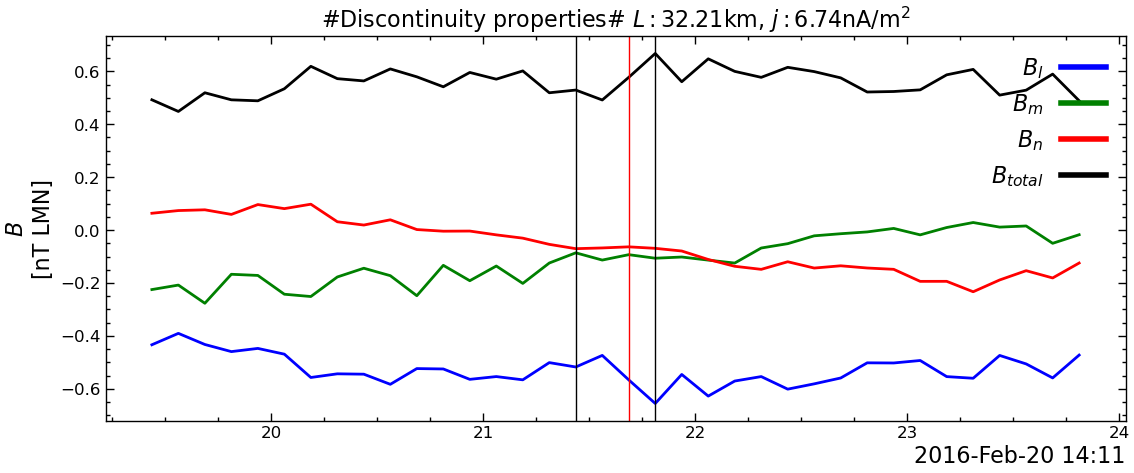 #Discontinuity properties# L : 32.21km, j : 6.74nA/m²
B
[nT LMN]
0.6
0.4
0.2
0.0
−0.2
−0.4
−0.6
B_l
B_m
B_n
B_total
20
21
22
23
24
2016-Feb-20 14:11